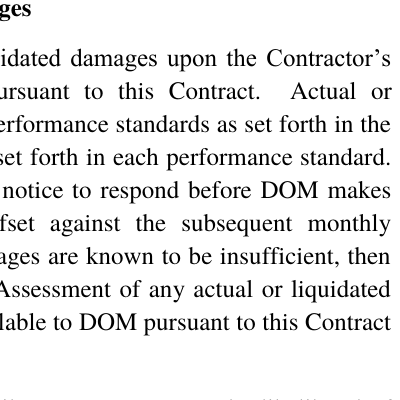 ges
idated damages upon the Contractor's
ursuant to this Contract.  Actual or
erformance standards as set forth in the
set forth in each performance standard.
notice to respond before DOM makes
fset against the subsequent monthly
ages are known to be insufficient, then
Assessment of any actual or liquidated
lable to DOM pursuant to this Contract